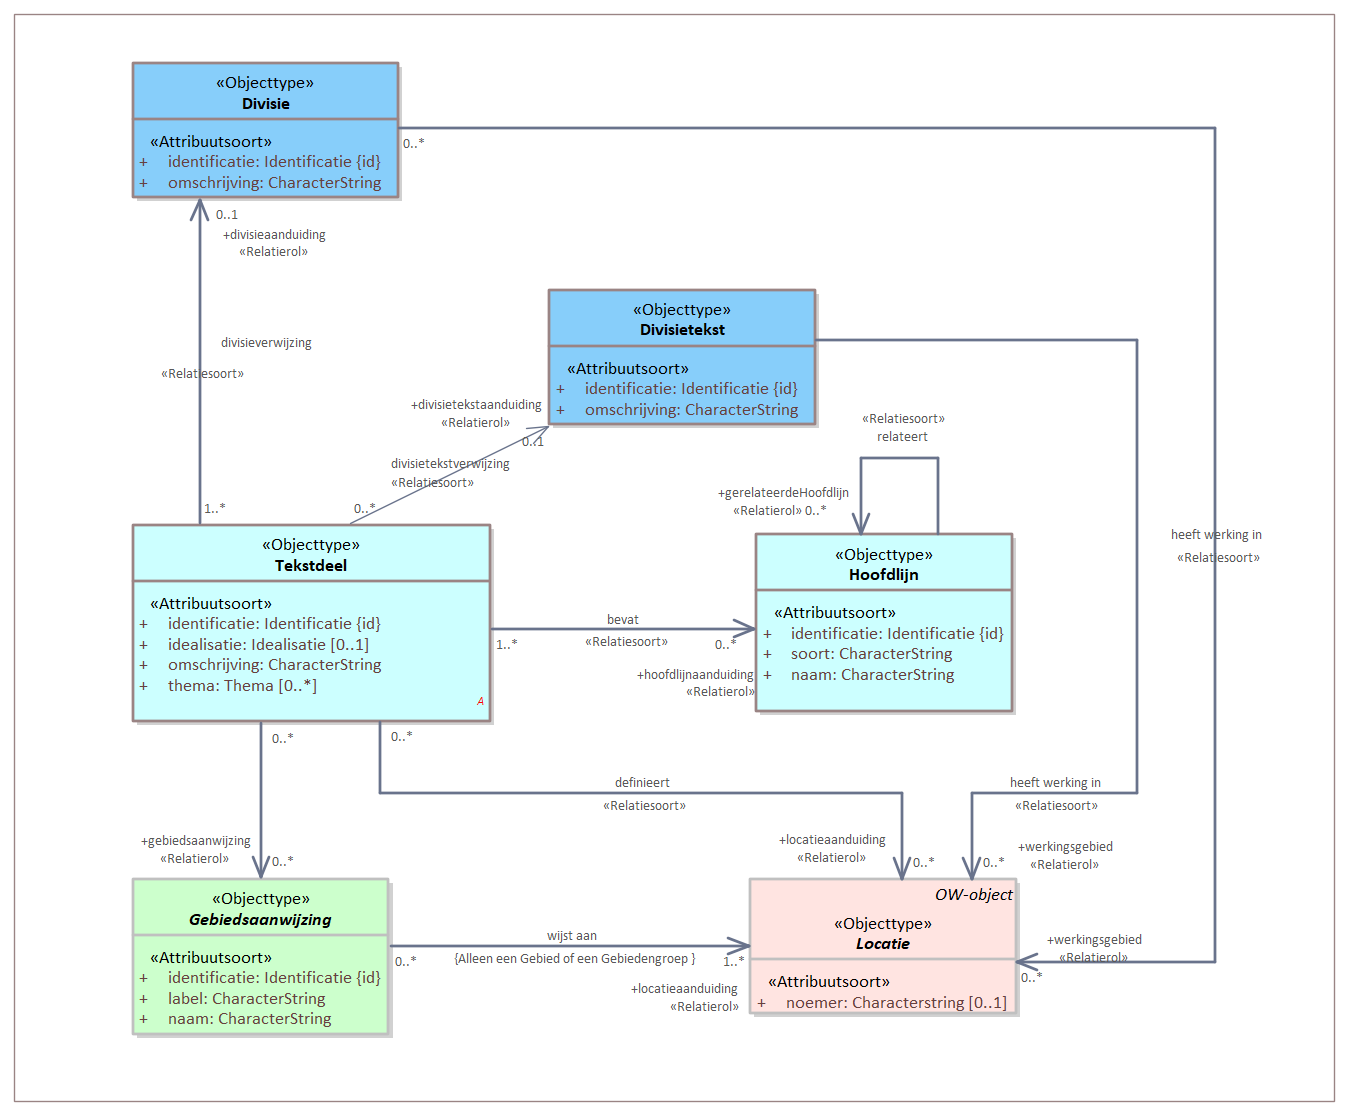 «Objecttype»
Divisie
«Attribuutsoort»
+ identificatie: Identificatie {id}
+ omschrijving: CharacterString
0..*
0..1
+divisieaanduiding
«Relatierol»
divisieverwijzing
«Relatiesoort»
1..*
«Objecttype»
Divisietekst
«Attribuutsoort»
+ identificatie: Identificatie {id}
+ omschrijving: CharacterString
+divisietekstaanduiding
«Relatierol»
0..1
divisietekstverwijzing
«Relatiesoort»
0..*
«Relatiesoort»
relateert
+gerelateerdeHoofdlijn
«Relatierol» 0..*
heeft werking in
«Relatiesoort»
«Objecttype»
Tekstdeel
«Attribuutsoort»
+ identificatie: Identificatie {id}
+ idealisatie: Idealisatie [0..1]
+ omschrijving: CharacterString
+ thema: Thema [0..*]
A
«Objecttype»
Hoofdlijn
«Attribuutsoort»
+ identificatie: Identificatie {id}
+ soort: CharacterString
+ naam: CharacterString
bevat
«Relatiesoort»
1..*
0..*
+hoofdlijnaanduiding
«Relatierol»
0..*
0..*
definieert
«Relatiesoort»
heeft werking in
«Relatiesoort»
+gebiedsaanwijzing
«Relatierol»
0..*
+locatieaanduiding
«Relatierol»
0..*
0..*
+werkingsgebied
«Relatierol»
«Objecttype»
Gebiedsaanwijzing
«Attribuutsoort»
+ identificatie: Identificatie {id}
+ label: CharacterString
+ naam: CharacterString
wijst aan
0..*
{Alleen een Gebied of een Gebiedengroep }
1..*
+locatieaanduiding
«Relatierol»
OW-object
«Objecttype»
Locatie
«Attribuutsoort»
+ noemer: Characterstring [0..1]
+werkingsgebied
«Relatierol»
0..*